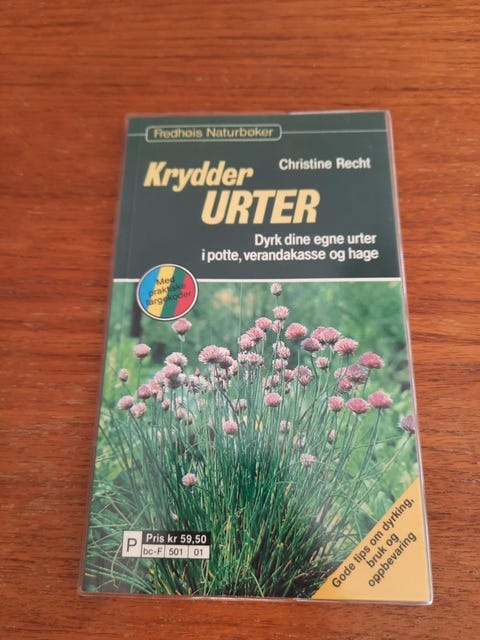 Fredhøis Naturbøker
Christine Recht
Krydder
URTER
Dyrk dine egne urter
i potte, verandakasse og hage
Med
praktiske
fargekoder
P
Pris kr 59,50
bc-F 501 01
Gode tips om dyrking,
bruk og
oppbevaring